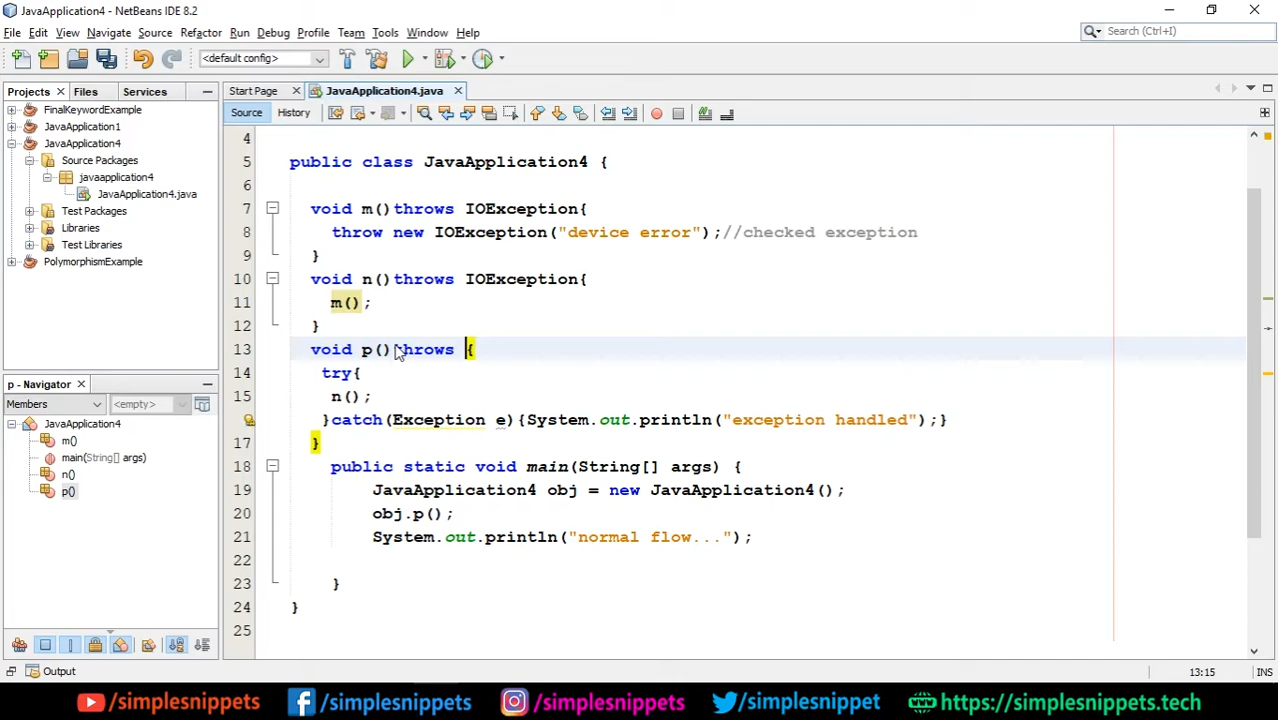 JavaApplication4 - NetBeans IDE 8.2
File Edit View Navigate Source Refactor Run Debug Profile Team Tools Window Help
Search (Ctrl+I)
<default config>
Projects Files Services
Start Page JavaApplication4.java
Source History
FinalKeywordExample
JavaApplication1
JavaApplication4
Source Packages
javaapplication4
JavaApplication4.java
Test Packages
Libraries
Test Libraries
PolymorphismExample
p - Navigator
Members <empty>
JavaApplication4
m()
main(String[] args)
n()
p()
4
5 public class JavaApplication4 {
6
7 void m()throws IOException{
8 throw new IOException("device error");//checked exception
9 }
10 void n()throws IOException{
11 m();
12 }
13 void p()throws {
14 try{
15 n();
}catch(Exception e){System.out.println("exception handled");}
17 }
18 public static void main(String[] args) {
19 JavaApplication4 obj = new JavaApplication4();
20 obj.p();
21 System.out.println("normal flow...");
22
23 }
24 }
25
Output
13:15 INS
/simplesnippets /simplesnippets /simplesnippets /simplesnippets https://simplesnippets.tech